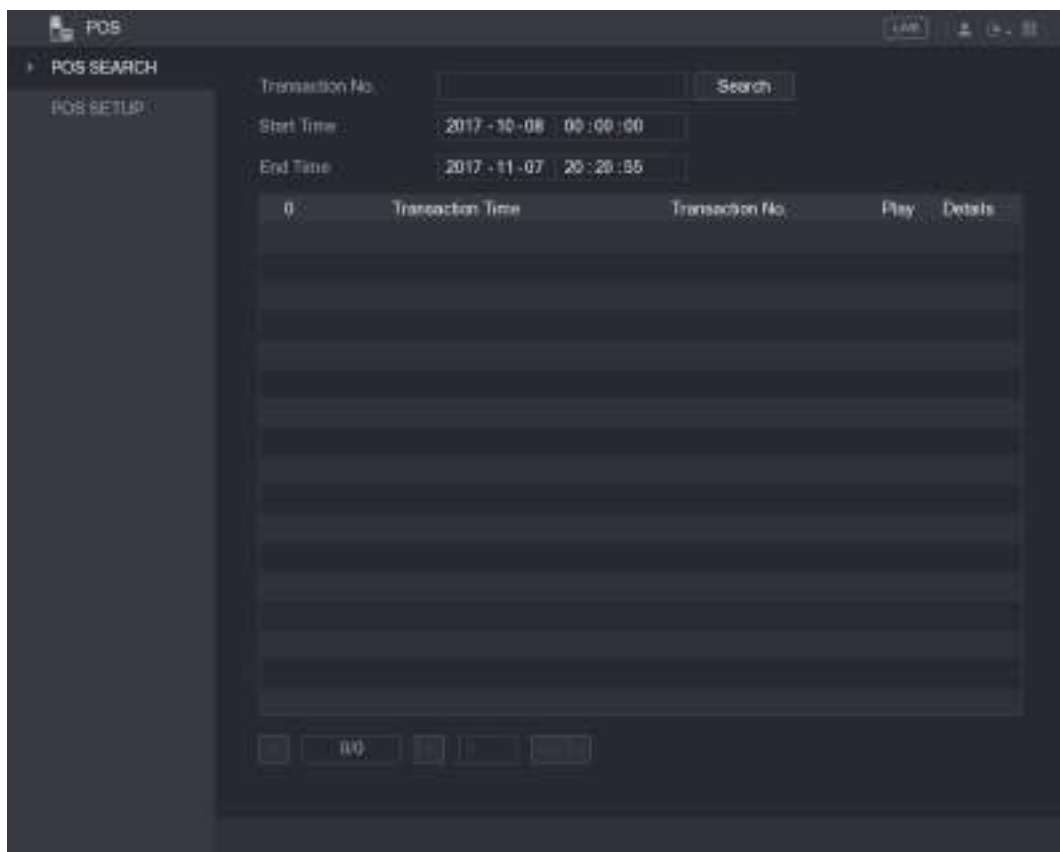 POS
LIVE
POS SEARCH
POS SETUP
Transaction No.
Search
Start Time
2017 - 10 - 08 00 : 00 : 00
End Time
2017 - 11 - 07 20 : 20 : 55
0 Transaction Time Transaction No. Play Details
0/0